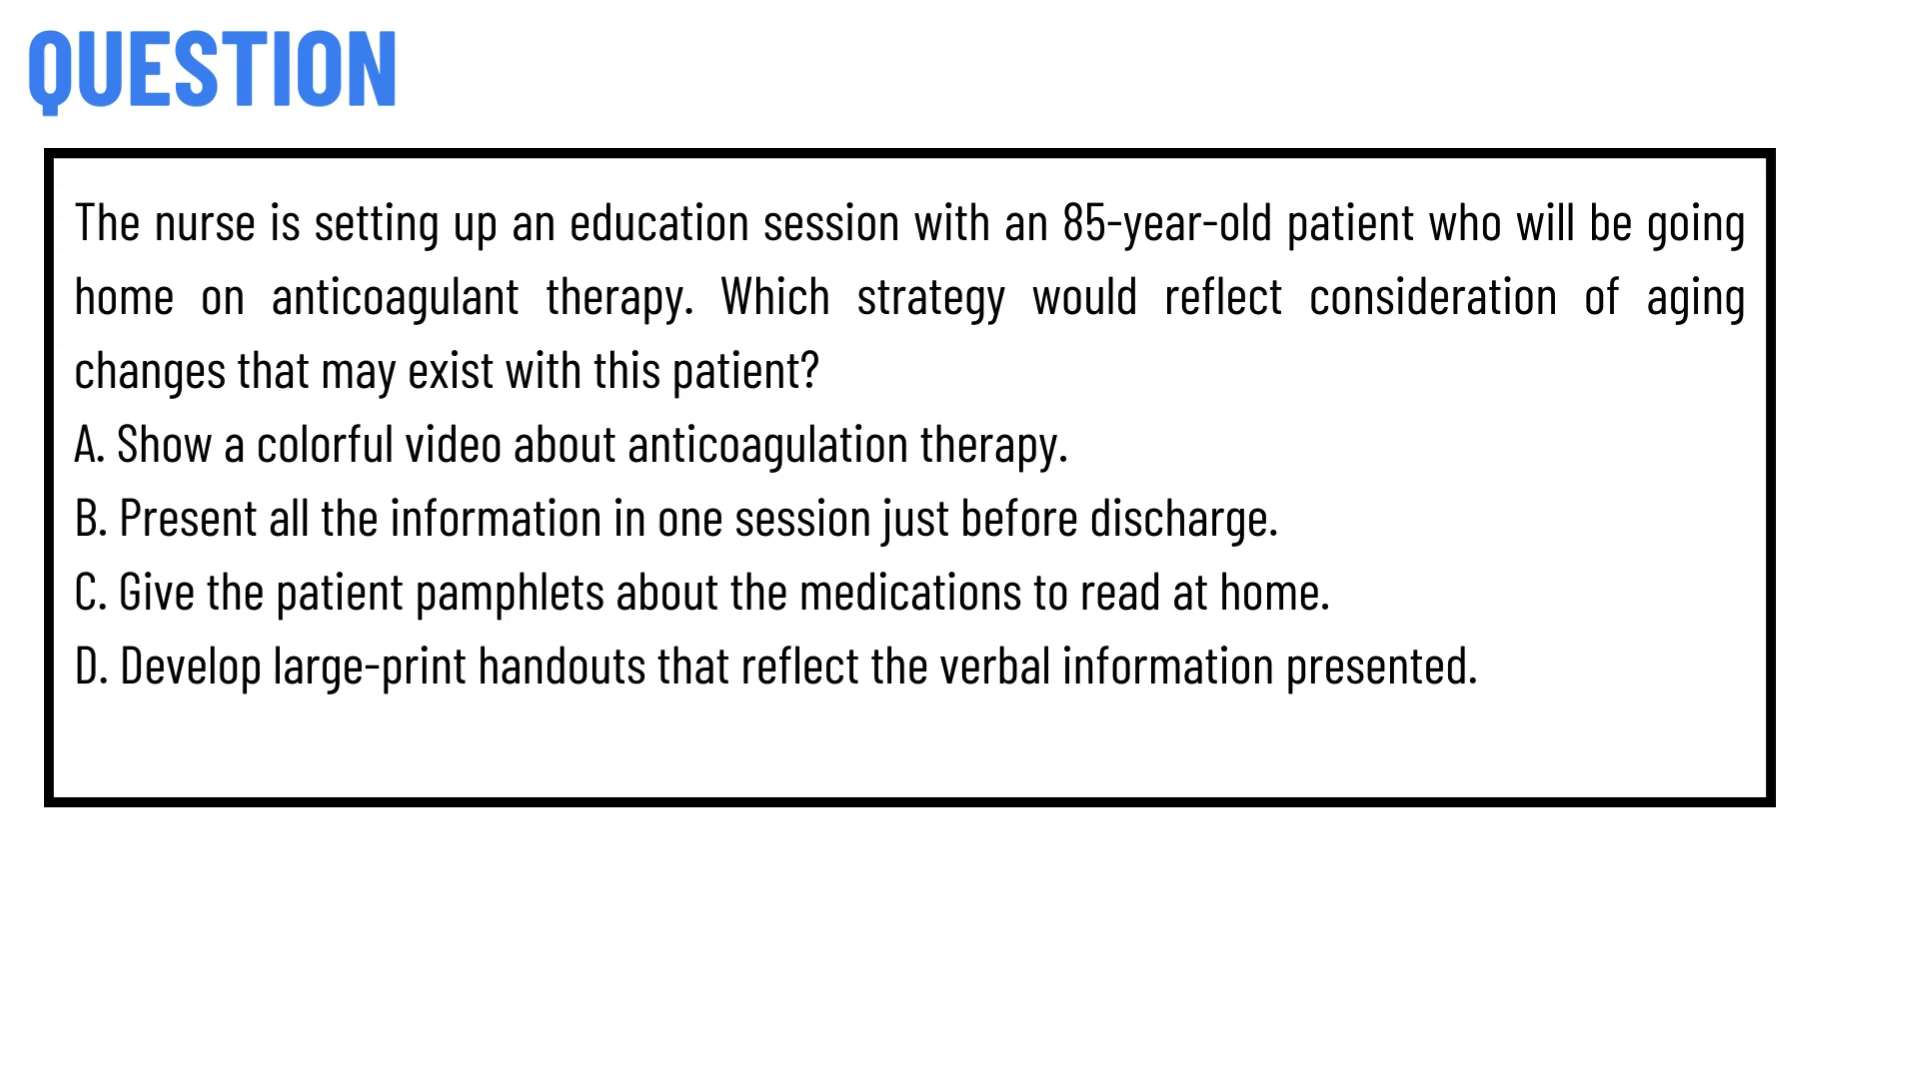 QUESTION
The nurse is setting up an education session with an 85-year-old patient who will be going
home on anticoagulant therapy. Which strategy would reflect consideration of aging
changes that may exist with this patient?
A. Show a colorful video about anticoagulation therapy.
B. Present all the information in one session just before discharge.
C. Give the patient pamphlets about the medications to read at home.
D. Develop large-print handouts that reflect the verbal information presented.